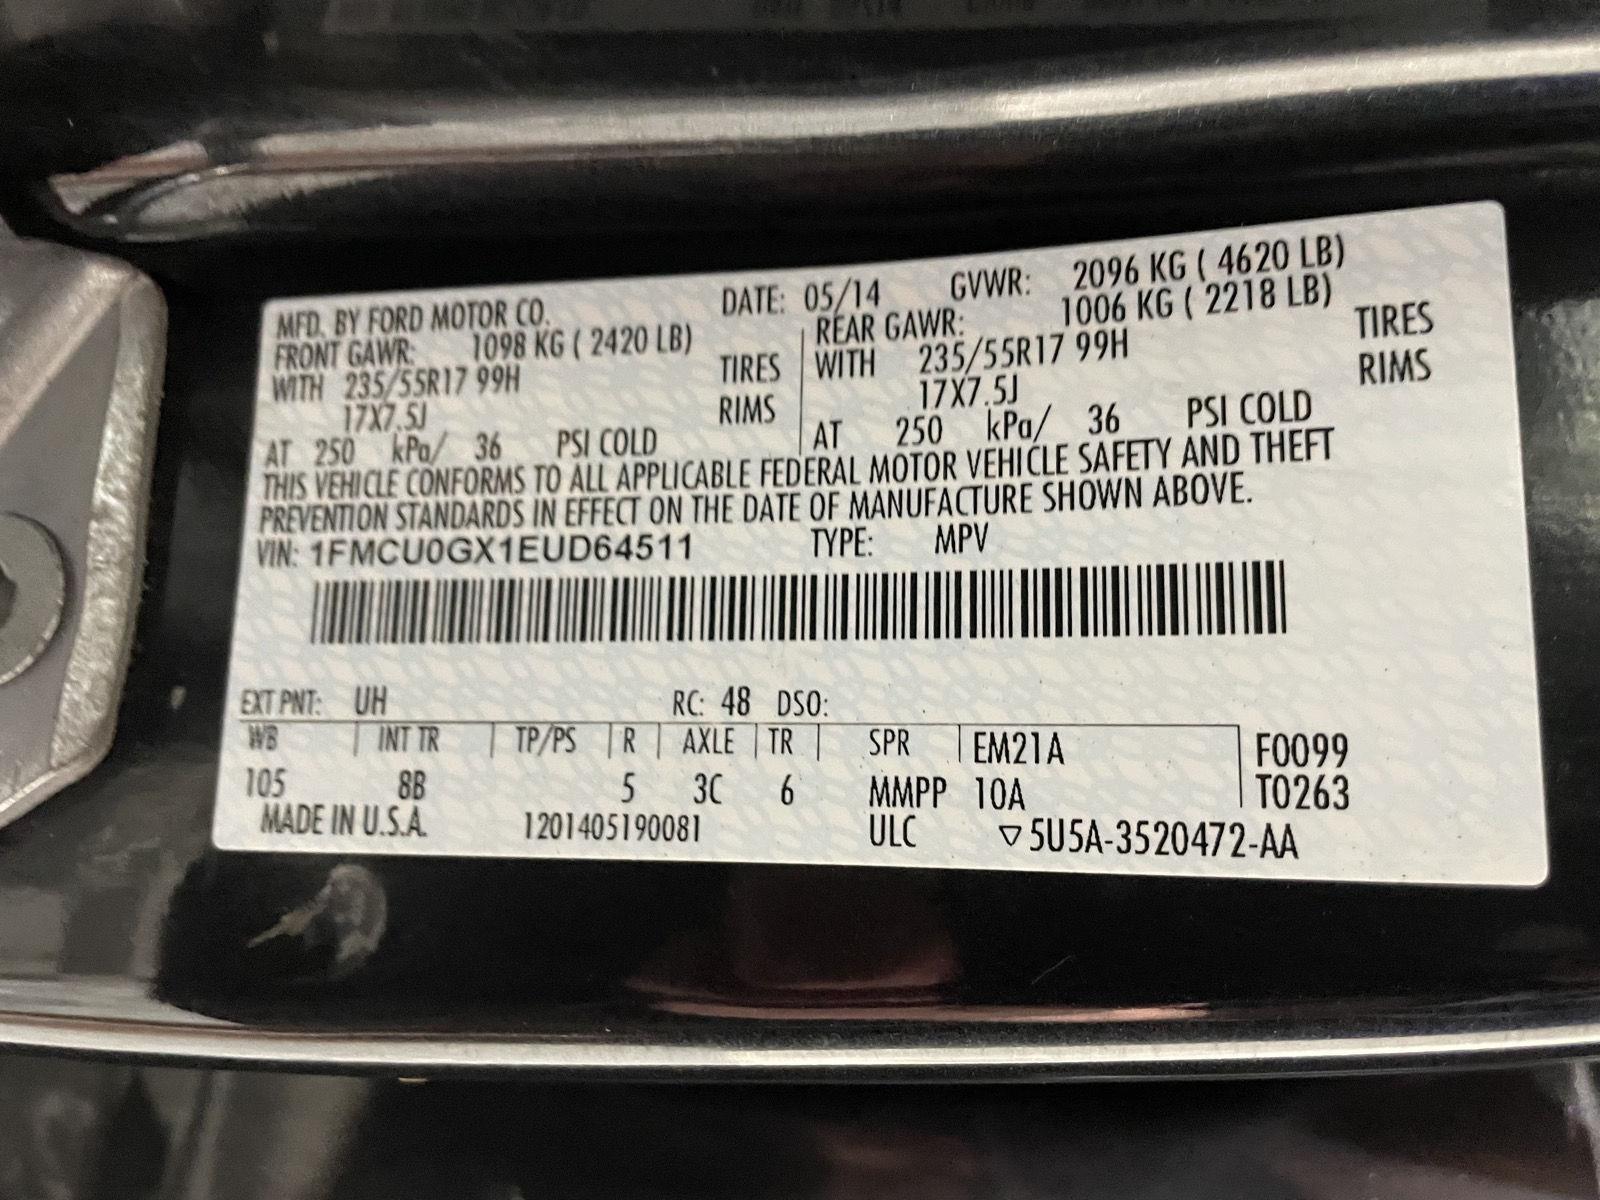 MFD. BY FORD MOTOR CO. DATE: 05/14 GVWR: 2096 KG ( 4620 LB)
FRONT GAWR: 1098 KG ( 2420 LB) REAR GAWR: 1006 KG ( 2218 LB)
WITH 235/55R17 99H TIRES WITH 235/55R17 99H TIRES
17X7.5J RIMS 17X7.5J RIMS
AT 250 kPa/ 36 PSI COLD AT 250 kPa/ 36 PSI COLD
THIS VEHICLE CONFORMS TO ALL APPLICABLE FEDERAL MOTOR VEHICLE SAFETY AND THEFT
PREVENTION STANDARDS IN EFFECT ON THE DATE OF MANUFACTURE SHOWN ABOVE.
VIN: 1FMCU0GX1EUD64511 TYPE: MPV
EXT PNT: UH RC: 48 DSO:
WB INT TR TP/PS R AXLE TR SPR EM21A F0099
105 8B 5 3C 6 MMPP 10A T0263
MADE IN U.S.A. 1201405190081 ULC ▽5U5A-3520472-AA